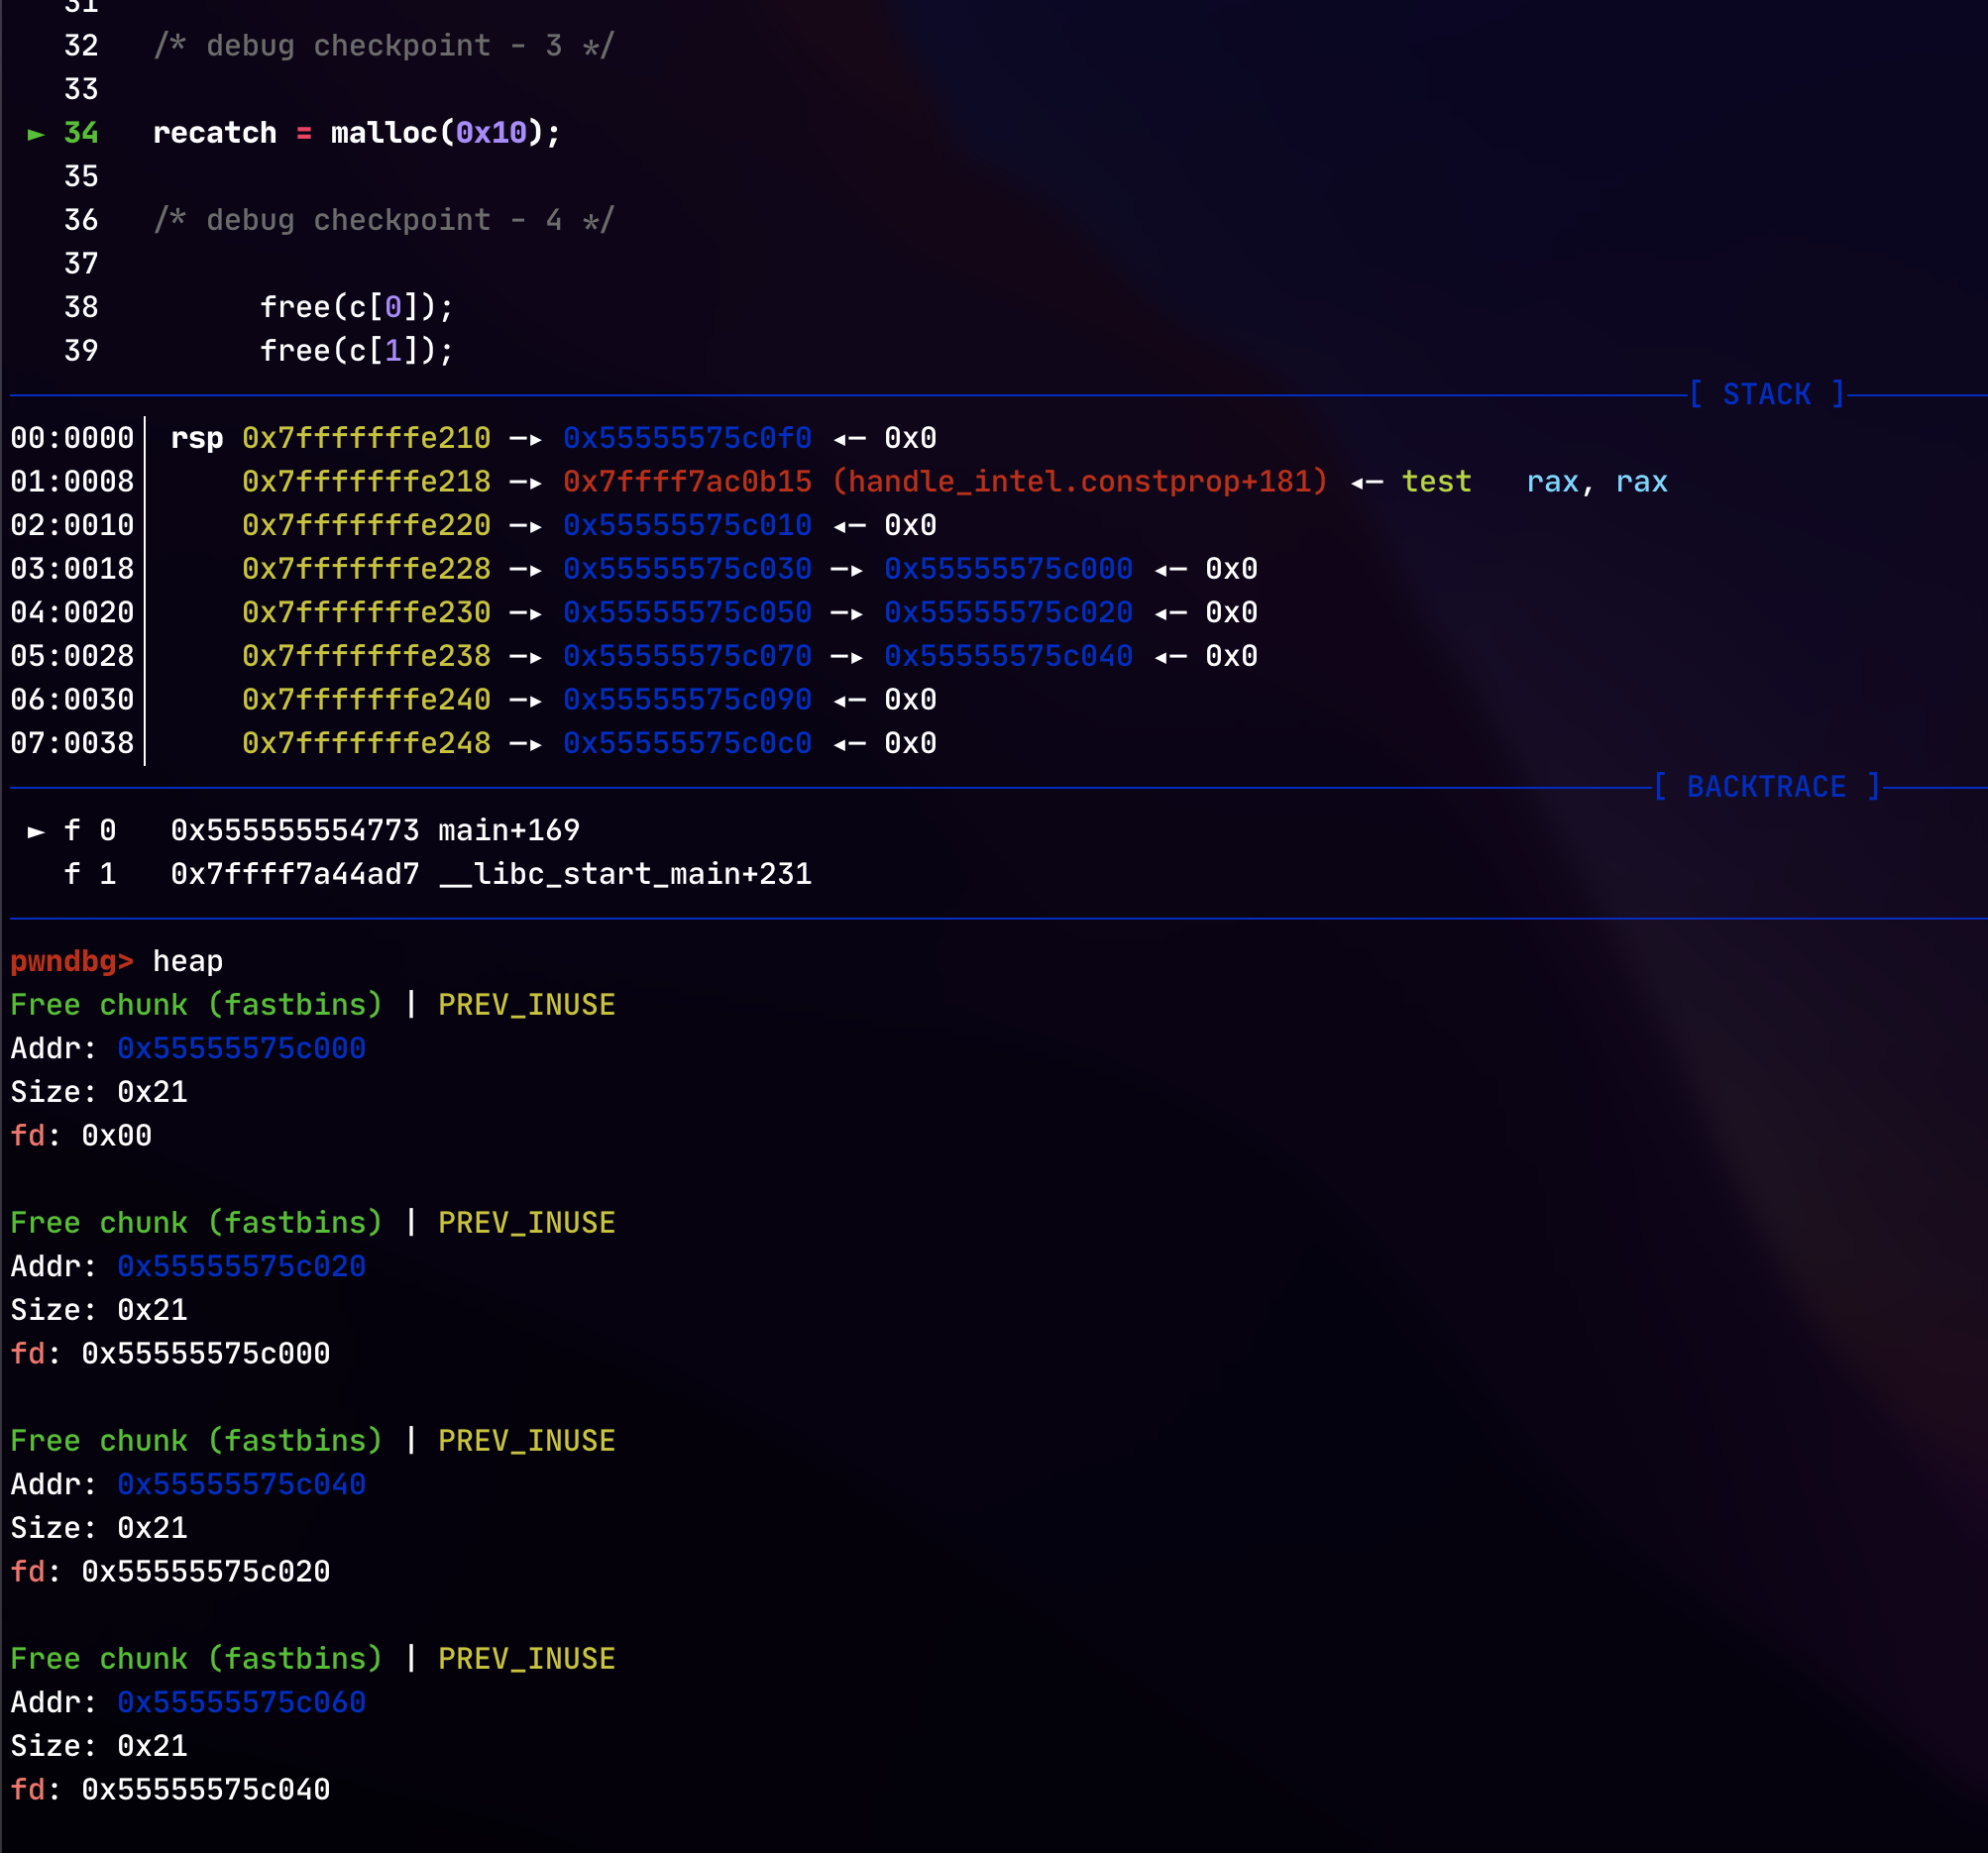 31
32 /* debug checkpoint - 3 */
33
► 34 recatch = malloc(0x10);
35
36 /* debug checkpoint - 4 */
37
38 free(c[0]);
39 free(c[1]);
[ STACK ]
00:0000│ rsp 0x7fffffffe210 —▸ 0x55555575c0f0 ◂— 0x0
01:0008│ 0x7fffffffe218 —▸ 0x7ffff7ac0b15 (handle_intel.constprop+181) ◂— test rax, rax
02:0010│ 0x7fffffffe220 —▸ 0x55555575c010 ◂— 0x0
03:0018│ 0x7fffffffe228 —▸ 0x55555575c030 —▸ 0x55555575c000 ◂— 0x0
04:0020│ 0x7fffffffe230 —▸ 0x55555575c050 —▸ 0x55555575c020 ◂— 0x0
05:0028│ 0x7fffffffe238 —▸ 0x55555575c070 —▸ 0x55555575c040 ◂— 0x0
06:0030│ 0x7fffffffe240 —▸ 0x55555575c090 ◂— 0x0
07:0038│ 0x7fffffffe248 —▸ 0x55555575c0c0 ◂— 0x0
[ BACKTRACE ]
► f 0 0x555555554773 main+169
f 1 0x7ffff7a44ad7 __libc_start_main+231
pwndbg> heap
Free chunk (fastbins) | PREV_INUSE
Addr: 0x55555575c000
Size: 0x21
fd: 0x00
Free chunk (fastbins) | PREV_INUSE
Addr: 0x55555575c020
Size: 0x21
fd: 0x55555575c000
Free chunk (fastbins) | PREV_INUSE
Addr: 0x55555575c040
Size: 0x21
fd: 0x55555575c020
Free chunk (fastbins) | PREV_INUSE
Addr: 0x55555575c060
Size: 0x21
fd: 0x55555575c040